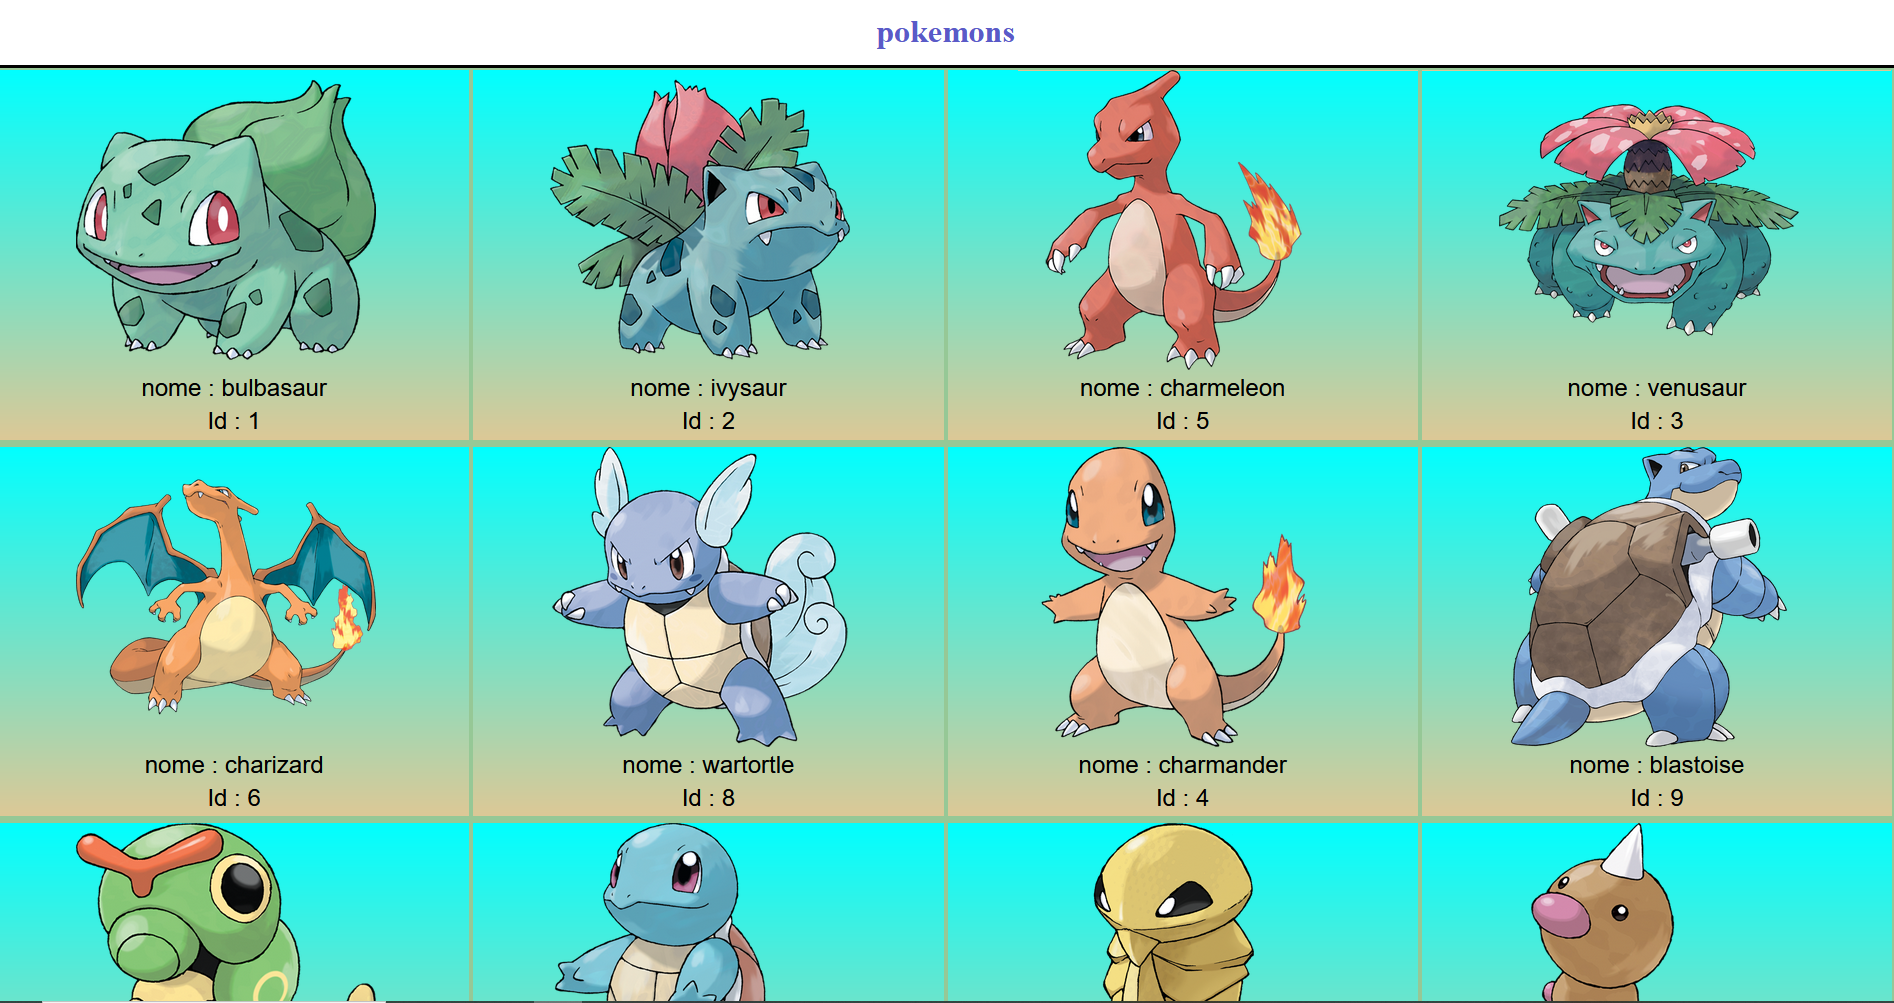 pokemons
nome : bulbasaur
Id : 1
nome : ivysaur
Id : 2
nome : charmeleon
Id : 5
nome : venusaur
Id : 3
nome : charizard
Id : 6
nome : wartortle
Id : 8
nome : charmander
Id : 4
nome : blastoise
Id : 9